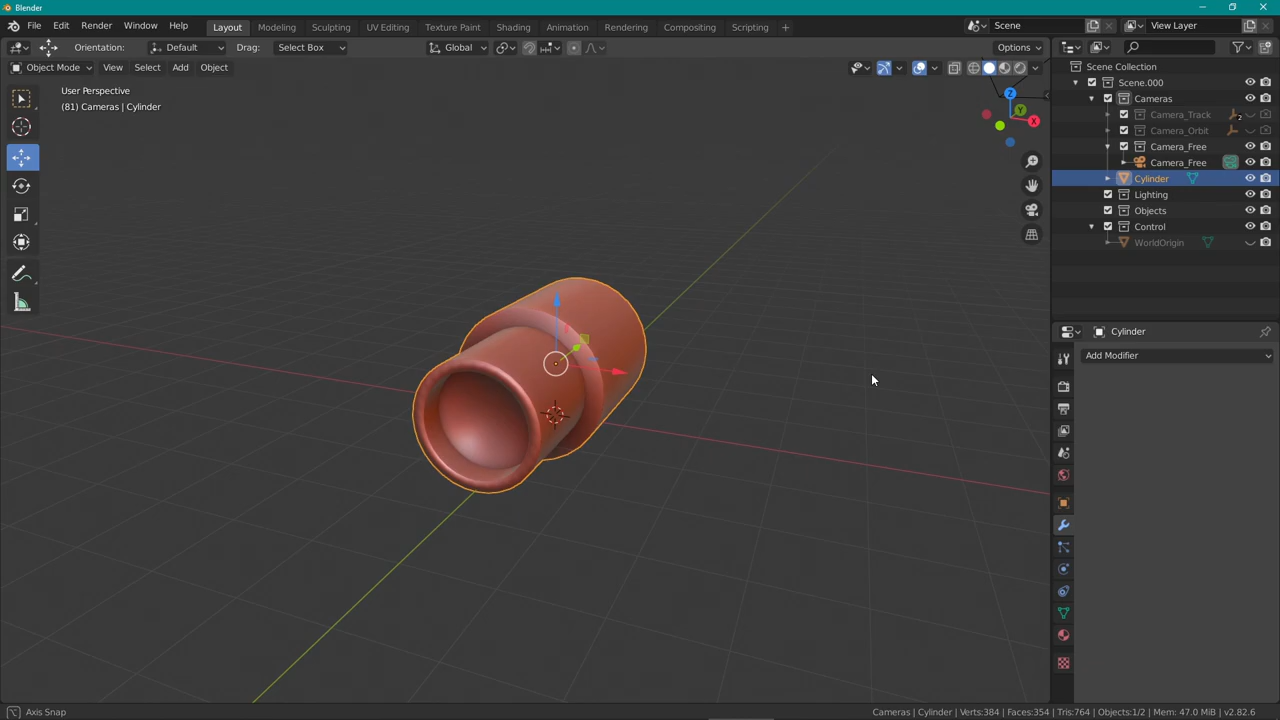 Blender
File Edit Render Window Help
Layout Modeling Sculpting UV Editing Texture Paint Shading Animation Rendering Compositing Scripting +
Scene
View Layer
Orientation: Default Drag: Select Box
Global
Options
Object Mode View Select Add Object
User Perspective
(81) Cameras | Cylinder
Z
Y
X
Scene Collection
Scene.000
Cameras
Camera_Track 2
Camera_Orbit
Camera_Free
Camera_Free
Cylinder
Lighting
Objects
Control
WorldOrigin
Cylinder
Add Modifier
Axis Snap
Cameras | Cylinder | Verts:384 | Faces:354 | Tris:764 | Objects:1/2 | Mem: 47.0 MiB | v2.82.6